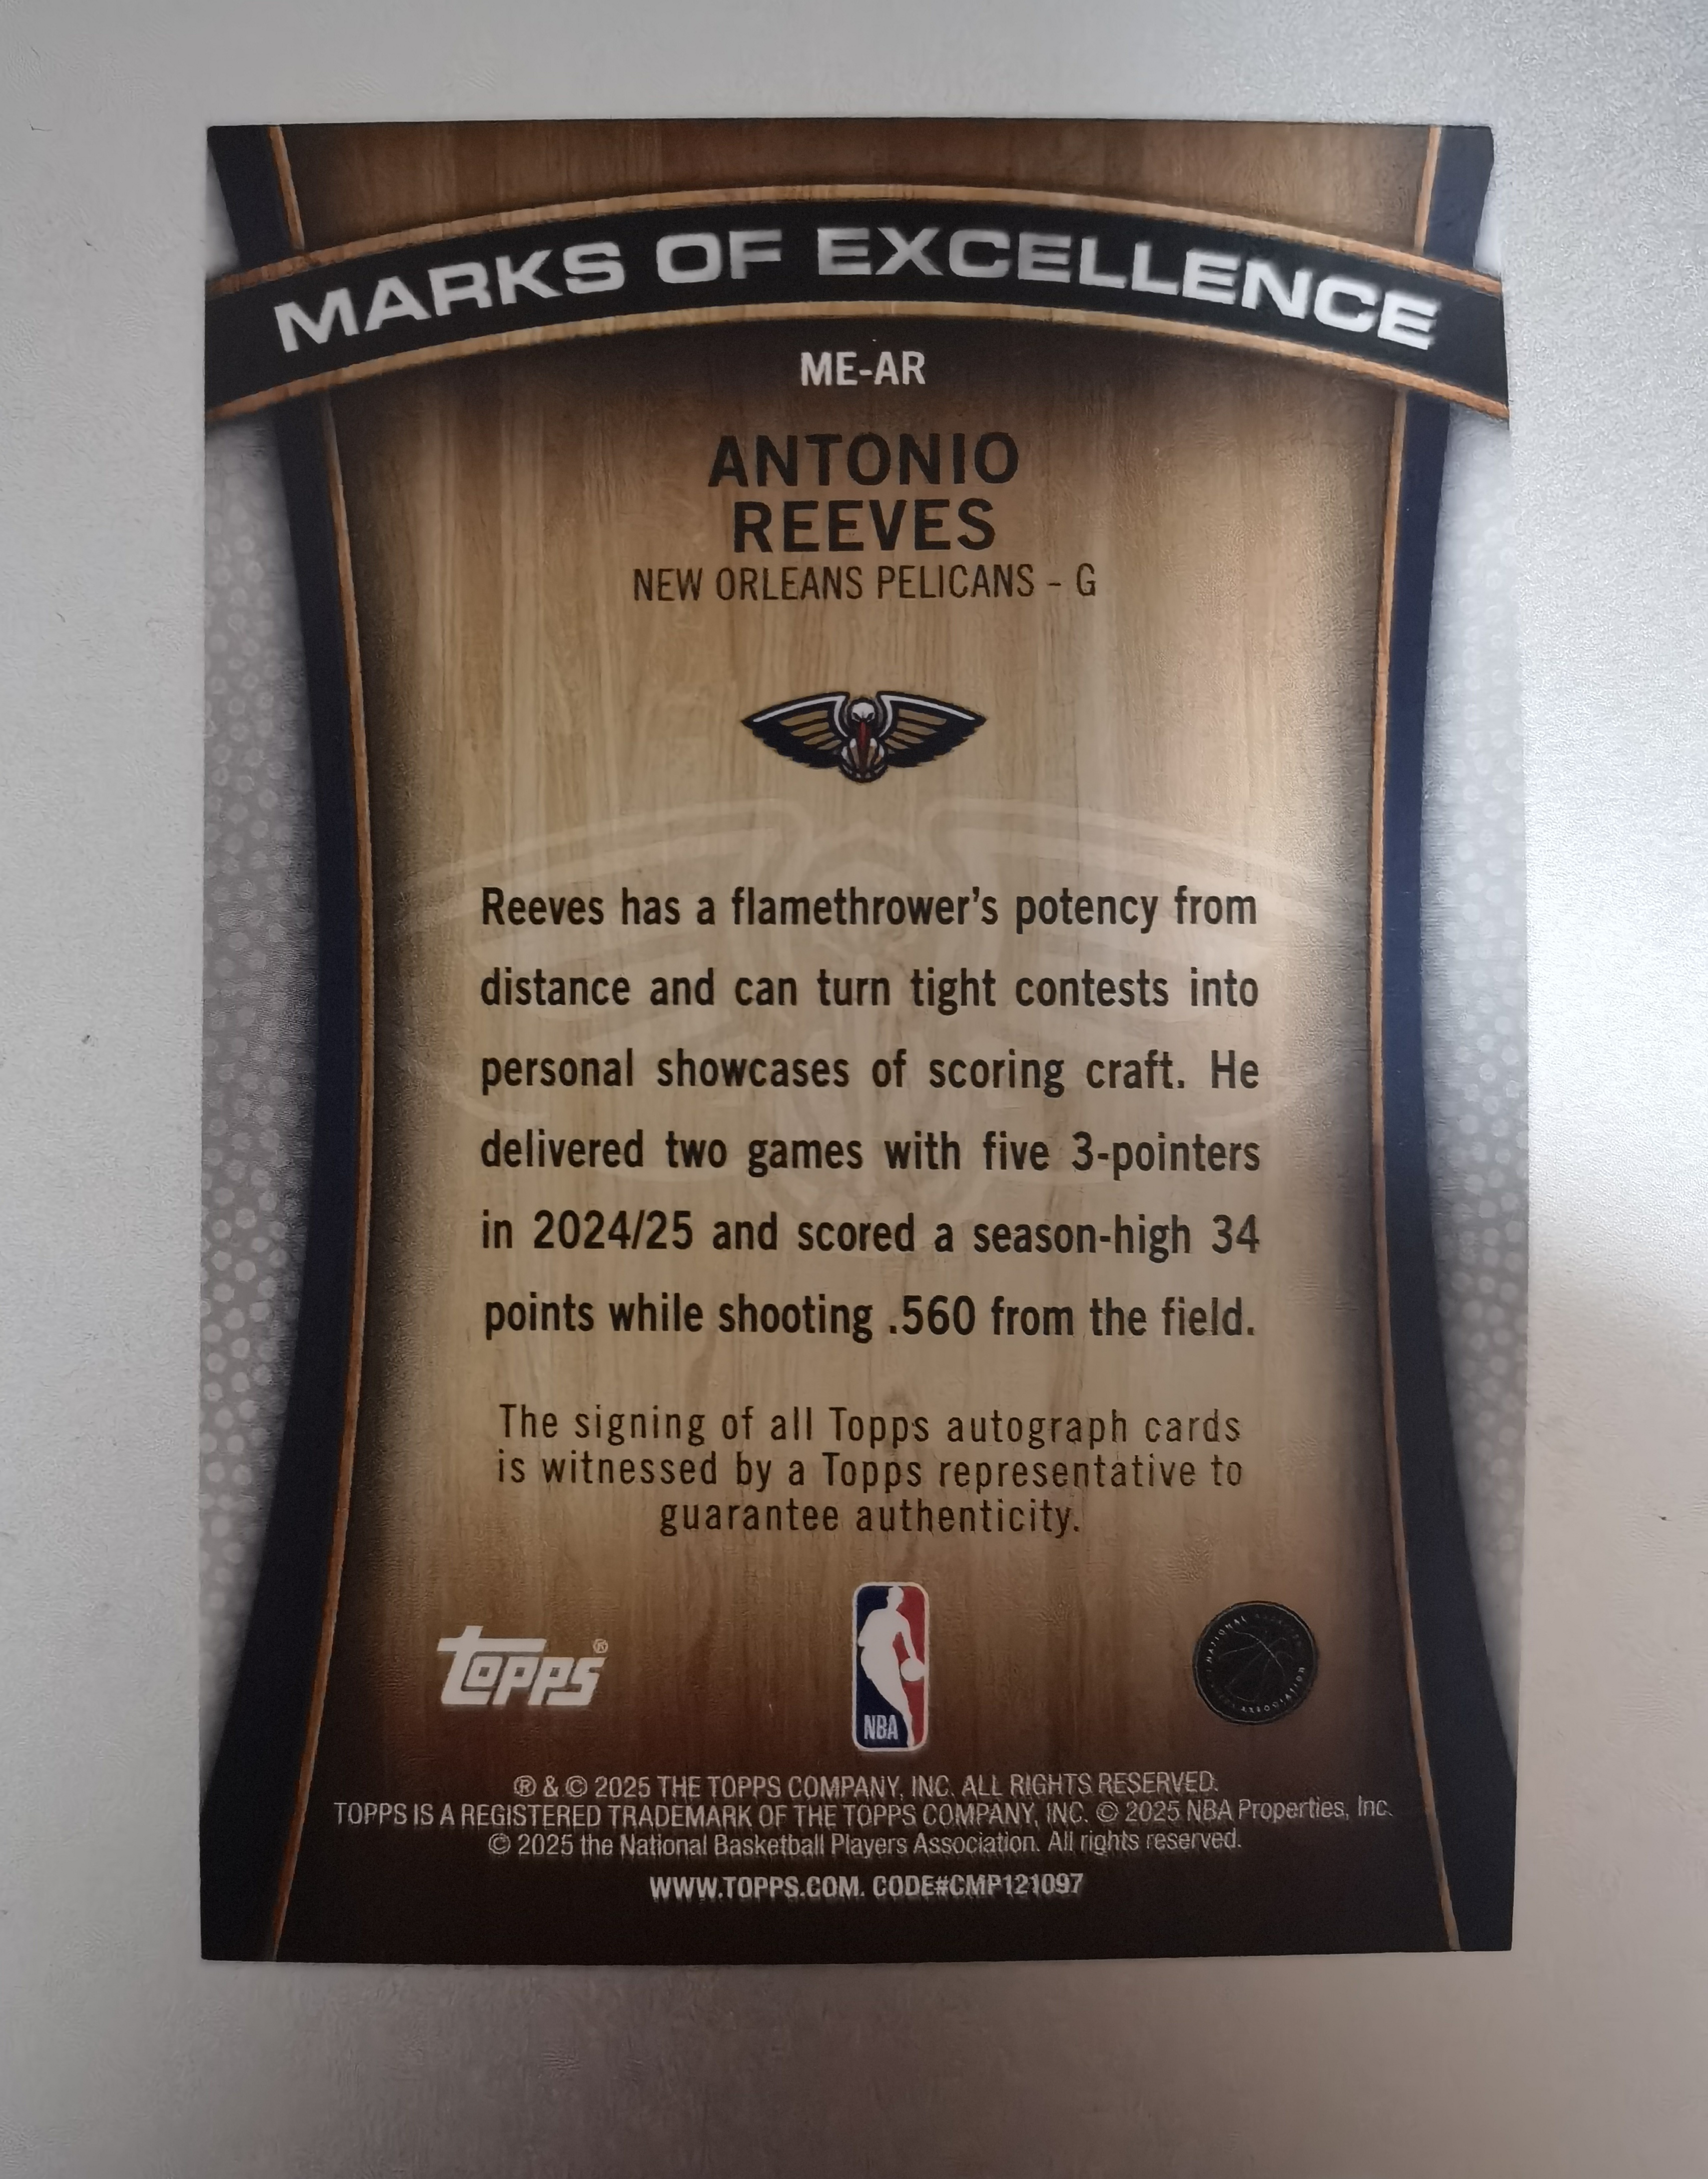 MARKS OF EXCELLENCE
ME-AR
ANTONIO
REEVES
NEW ORLEANS PELICANS - G
Reeves has a flamethrower's potency from
distance and can turn tight contests into
personal showcases of scoring craft. He
delivered two games with five 3-pointers
in 2024/25 and scored a season-high 34
points while shooting .560 from the field.
The signing of all Topps autograph cards
is witnessed by a Topps representative to
guarantee authenticity.
topps®
NBA
NATIONAL ASSOCIATION
® & © 2025 THE TOPPS COMPANY, INC. ALL RIGHTS RESERVED.
TOPPS IS A REGISTERED TRADEMARK OF THE TOPPS COMPANY, INC. © 2025 NBA Properties, Inc.
© 2025 the National Basketball Players Association. All rights reserved.
WWW.TOPPS.COM. CODE#CMP121097